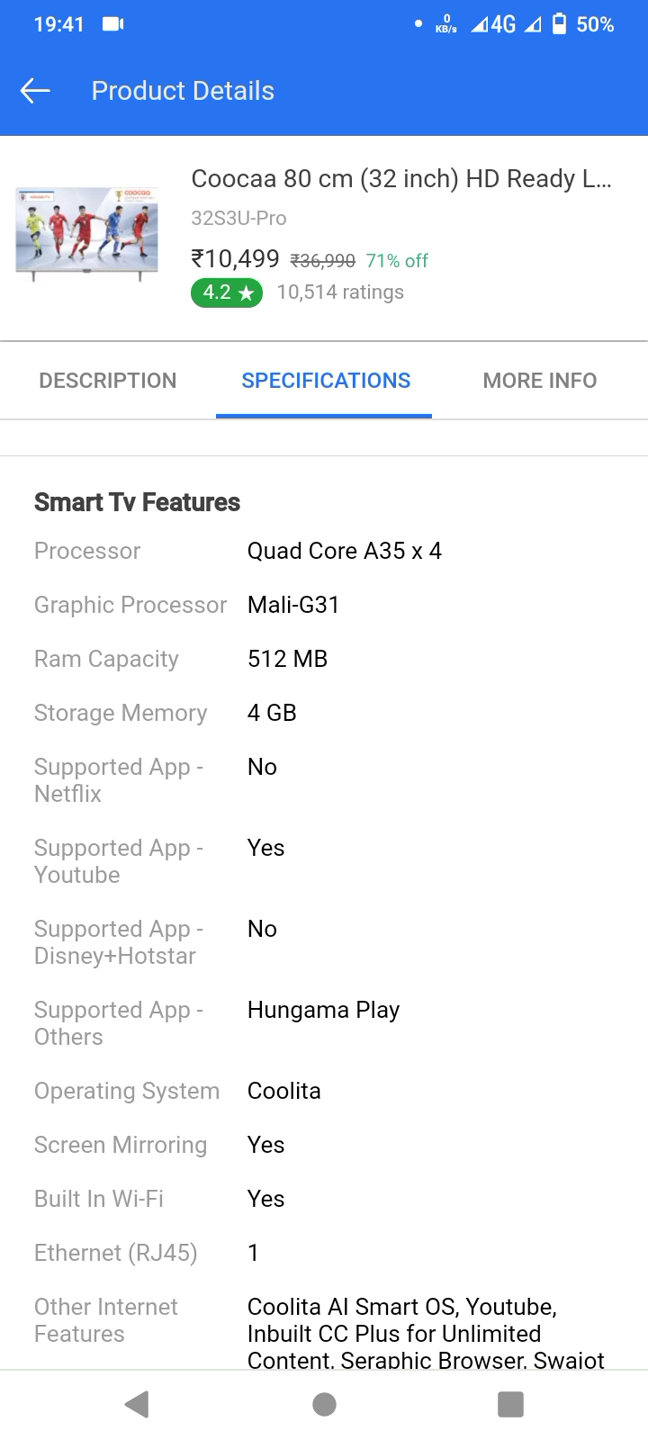 19:41
0
KB/s
4G
50%
Product Details
Coocaa 80 cm (32 inch) HD Ready L...
32S3U-Pro
₹10,499 ₹36,990 71% off
4.2 ★ 10,514 ratings
DESCRIPTION SPECIFICATIONS MORE INFO
Smart Tv Features
Processor Quad Core A35 x 4
Graphic Processor Mali-G31
Ram Capacity 512 MB
Storage Memory 4 GB
Supported App - No
Netflix
Supported App - Yes
Youtube
Supported App - No
Disney+Hotstar
Supported App - Hungama Play
Others
Operating System Coolita
Screen Mirroring Yes
Built In Wi-Fi Yes
Ethernet (RJ45) 1
Other Internet Coolita AI Smart OS, Youtube,
Features Inbuilt CC Plus for Unlimited
Content, Seraphic Browser, Swaiot